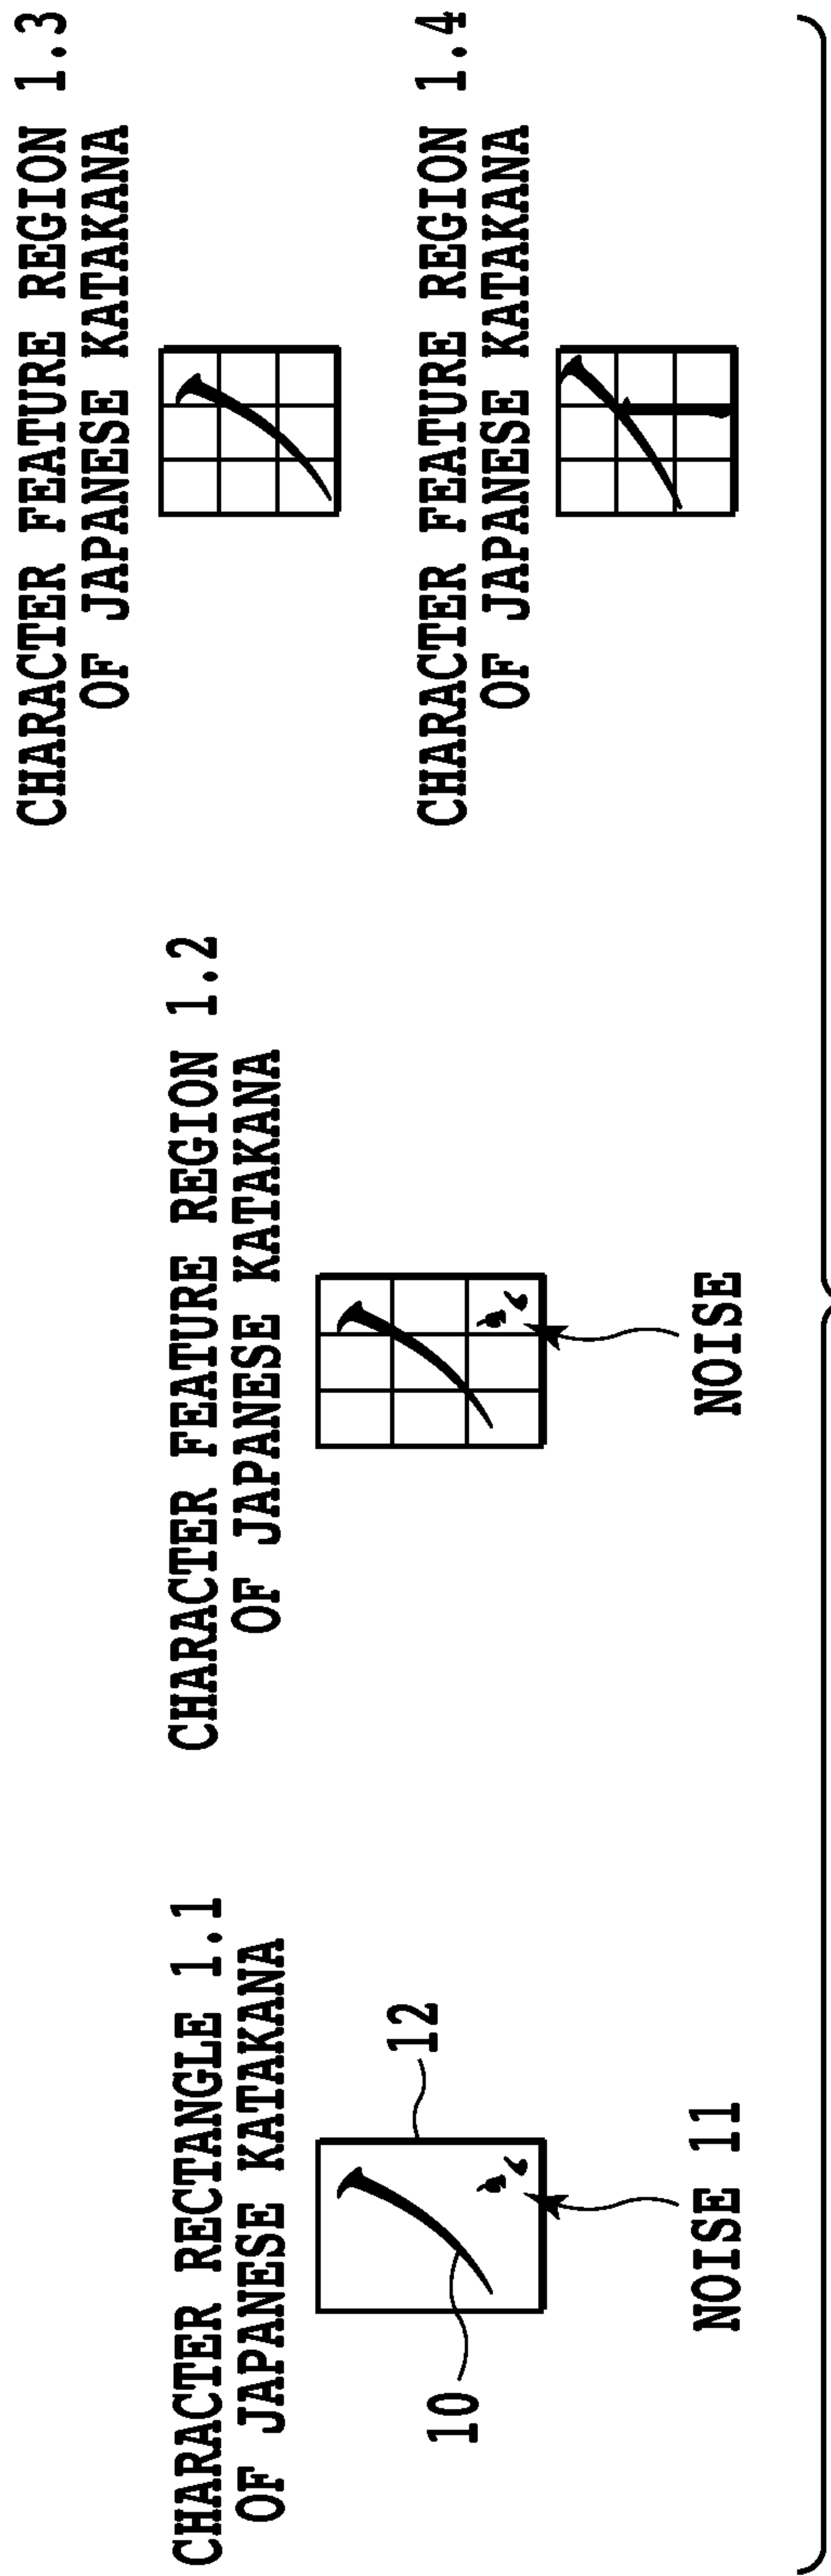 CHARACTER RECTANGLE 1.1
OF JAPANESE KATAKANA
12
10
NOISE 11
CHARACTER FEATURE REGION 1.2
OF JAPANESE KATAKANA
NOISE
CHARACTER FEATURE REGION 1.3
OF JAPANESE KATAKANA
CHARACTER FEATURE REGION 1.4
OF JAPANESE KATAKANA
イ